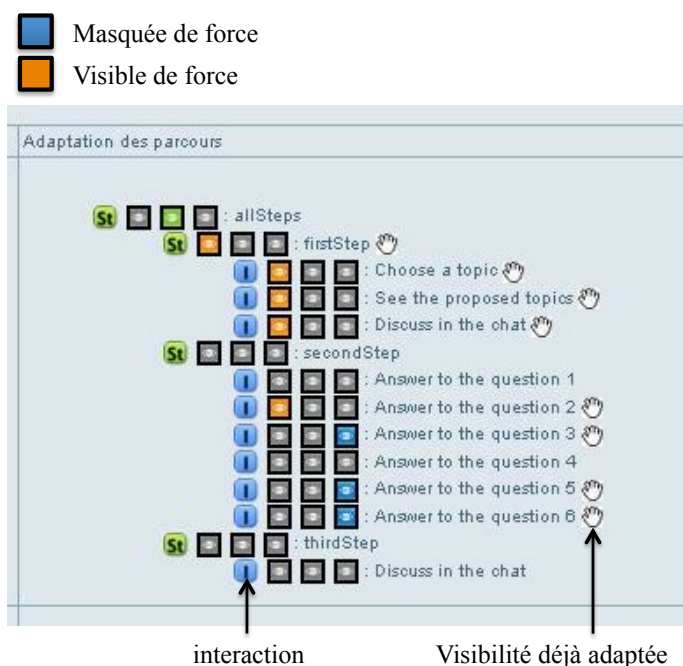 Masquée de force
Visible de force
Adaptation des parcours
St : allSteps
St : firstStep
I : Choose a topic
I : See the proposed topics
I : Discuss in the chat
St : secondStep
I : Answer to the question 1
I : Answer to the question 2
I : Answer to the question 3
I : Answer to the question 4
I : Answer to the question 5
I : Answer to the question 6
St : thirdStep
I : Discuss in the chat
interaction Visibilité déjà adaptée